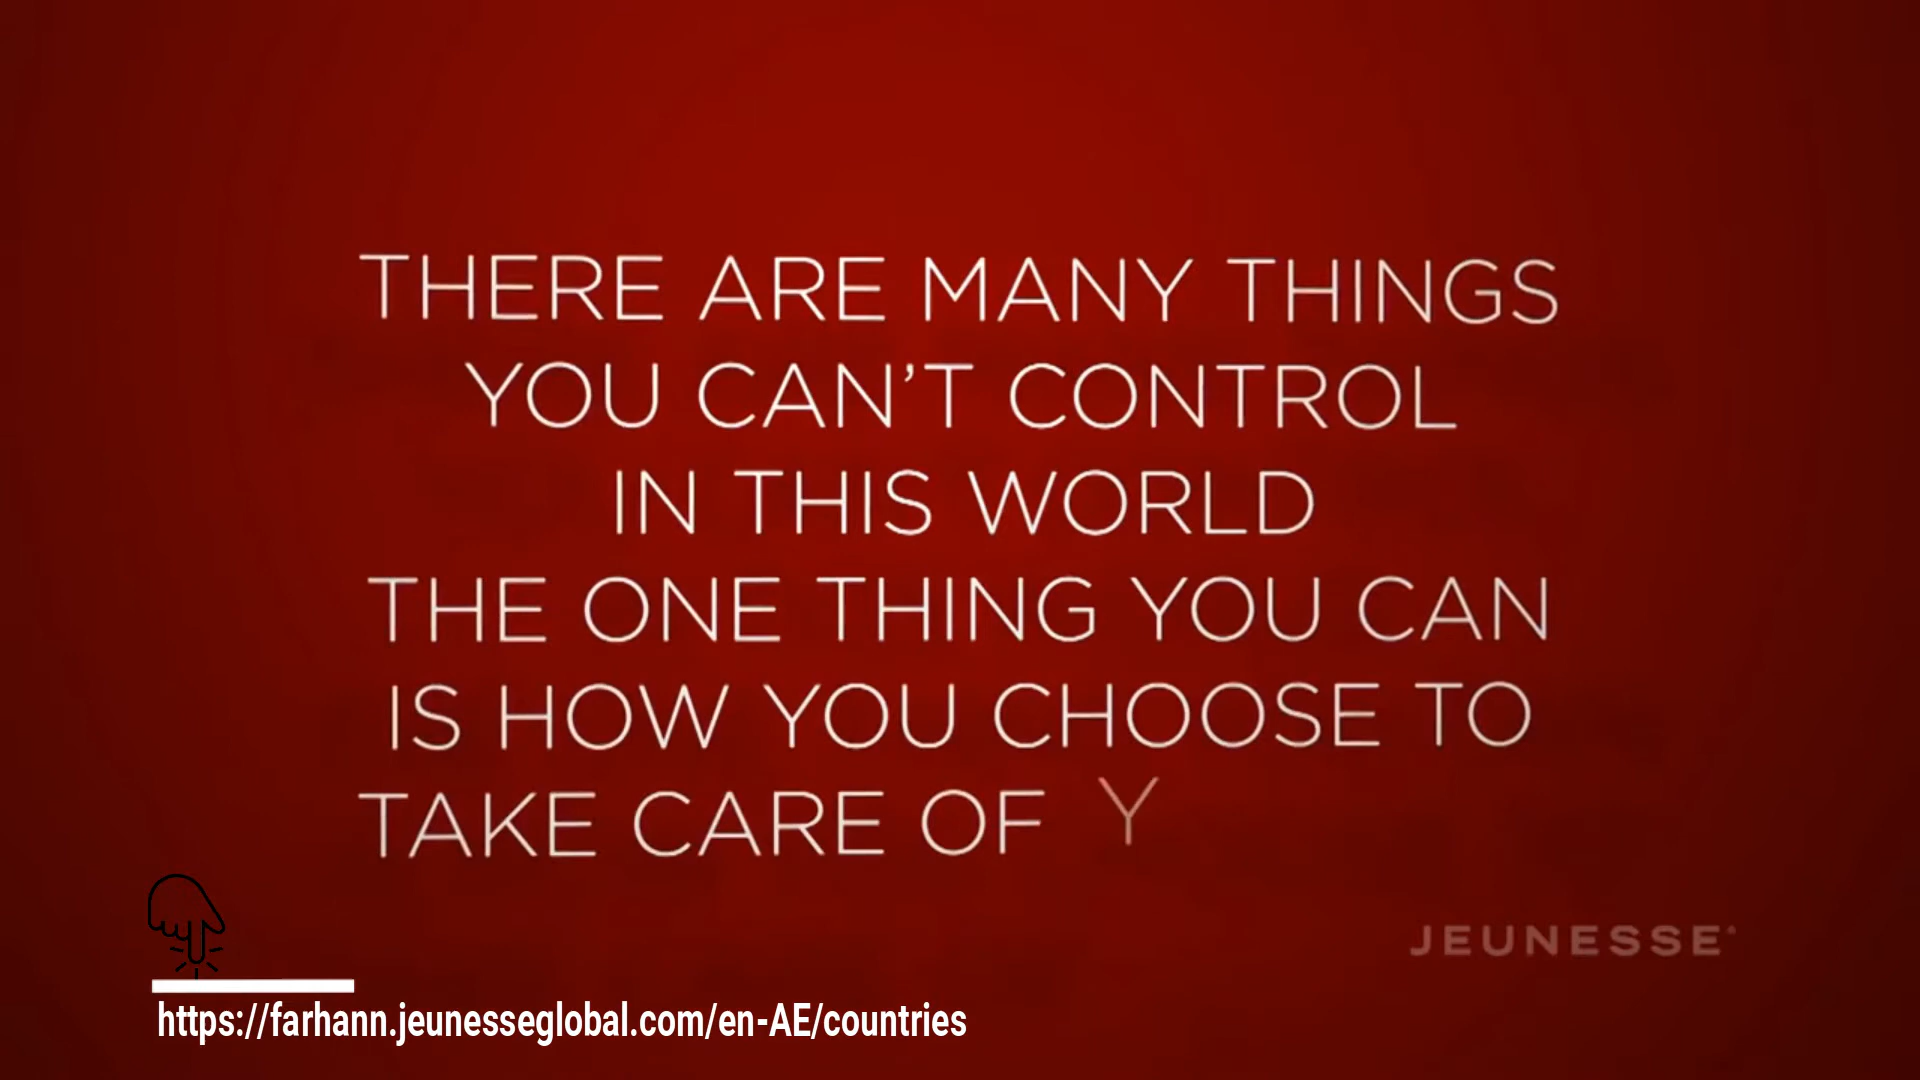 THERE ARE MANY THINGS
YOU CAN'T CONTROL
IN THIS WORLD
THE ONE THING YOU CAN
IS HOW YOU CHOOSE TO
TAKE CARE OF Y
JEUNESSE
https://farhann.jeunesseglobal.com/en-AE/countries